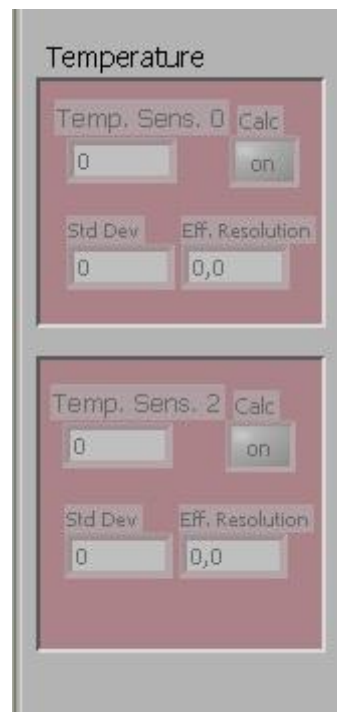 Temperature
Temp. Sens. 0 Calc
0 on
Std Dev Eff. Resolution
0 0,0
Temp. Sens. 2 Calc
0 on
Std Dev Eff. Resolution
0 0,0